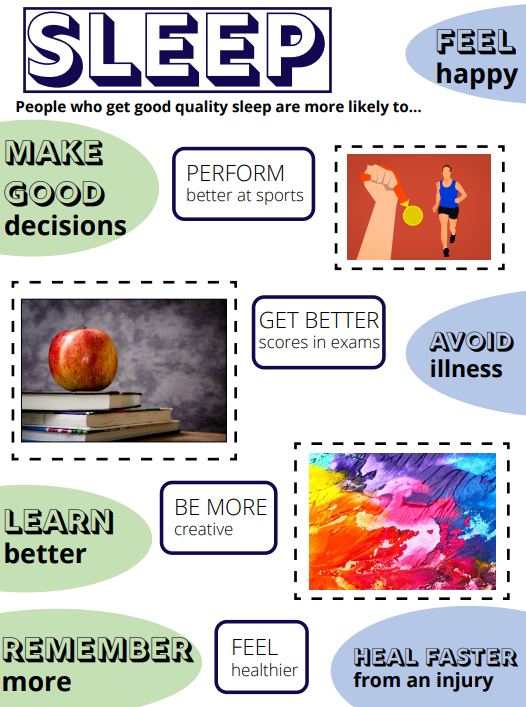 SLEEP
FEEL
happy
People who get good quality sleep are more likely to...
MAKE
GOOD
decisions
PERFORM
better at sports
GET BETTER
scores in exams
AVOID
illness
LEARN
better
BE MORE
creative
REMEMBER
more
FEEL
healthier
HEAL FASTER
from an injury